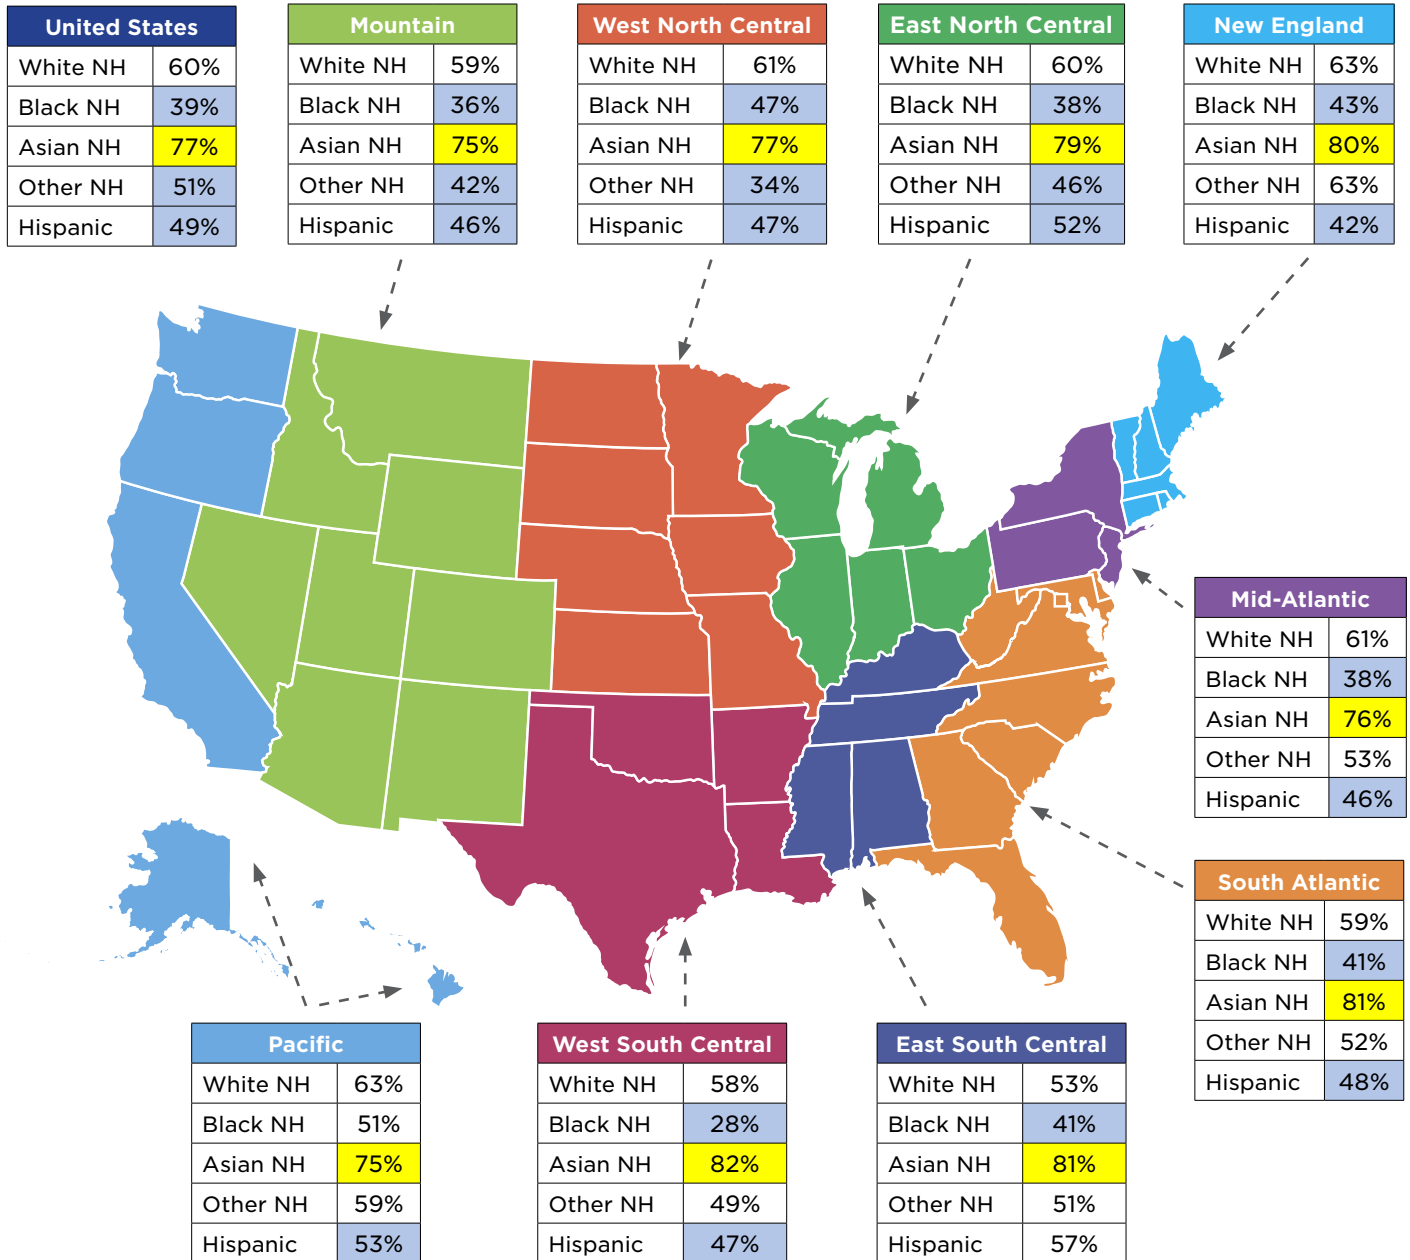 United States
White NH 60%
Black NH 39%
Asian NH 77%
Other NH 51%
Hispanic 49%
Mountain
White NH 59%
Black NH 36%
Asian NH 75%
Other NH 42%
Hispanic 46%
West North Central
White NH 61%
Black NH 47%
Asian NH 77%
Other NH 34%
Hispanic 47%
East North Central
White NH 60%
Black NH 38%
Asian NH 79%
Other NH 46%
Hispanic 52%
New England
White NH 63%
Black NH 43%
Asian NH 80%
Other NH 63%
Hispanic 42%
Mid-Atlantic
White NH 61%
Black NH 38%
Asian NH 76%
Other NH 53%
Hispanic 46%
South Atlantic
White NH 59%
Black NH 41%
Asian NH 81%
Other NH 52%
Hispanic 48%
Pacific
White NH 63%
Black NH 51%
Asian NH 75%
Other NH 59%
Hispanic 53%
West South Central
White NH 58%
Black NH 28%
Asian NH 82%
Other NH 49%
Hispanic 47%
East South Central
White NH 53%
Black NH 41%
Asian NH 81%
Other NH 51%
Hispanic 57%